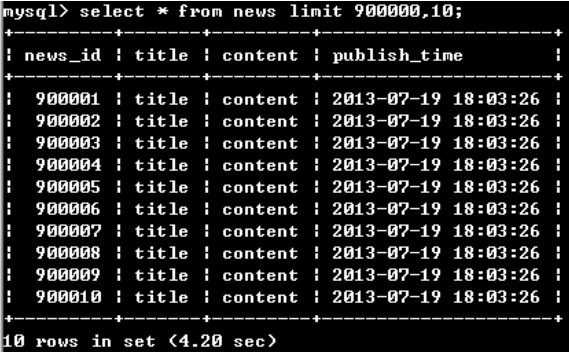 mysql> select * from news limit 900000,10;
+---------+-------+---------+---------------------+
| news_id | title | content | publish_time        |
+---------+-------+---------+---------------------+
|  900001 | title | content | 2013-07-19 18:03:26 |
|  900002 | title | content | 2013-07-19 18:03:26 |
|  900003 | title | content | 2013-07-19 18:03:26 |
|  900004 | title | content | 2013-07-19 18:03:26 |
|  900005 | title | content | 2013-07-19 18:03:26 |
|  900006 | title | content | 2013-07-19 18:03:26 |
|  900007 | title | content | 2013-07-19 18:03:26 |
|  900008 | title | content | 2013-07-19 18:03:26 |
|  900009 | title | content | 2013-07-19 18:03:26 |
|  900010 | title | content | 2013-07-19 18:03:26 |
+---------+-------+---------+---------------------+
10 rows in set (4.20 sec)